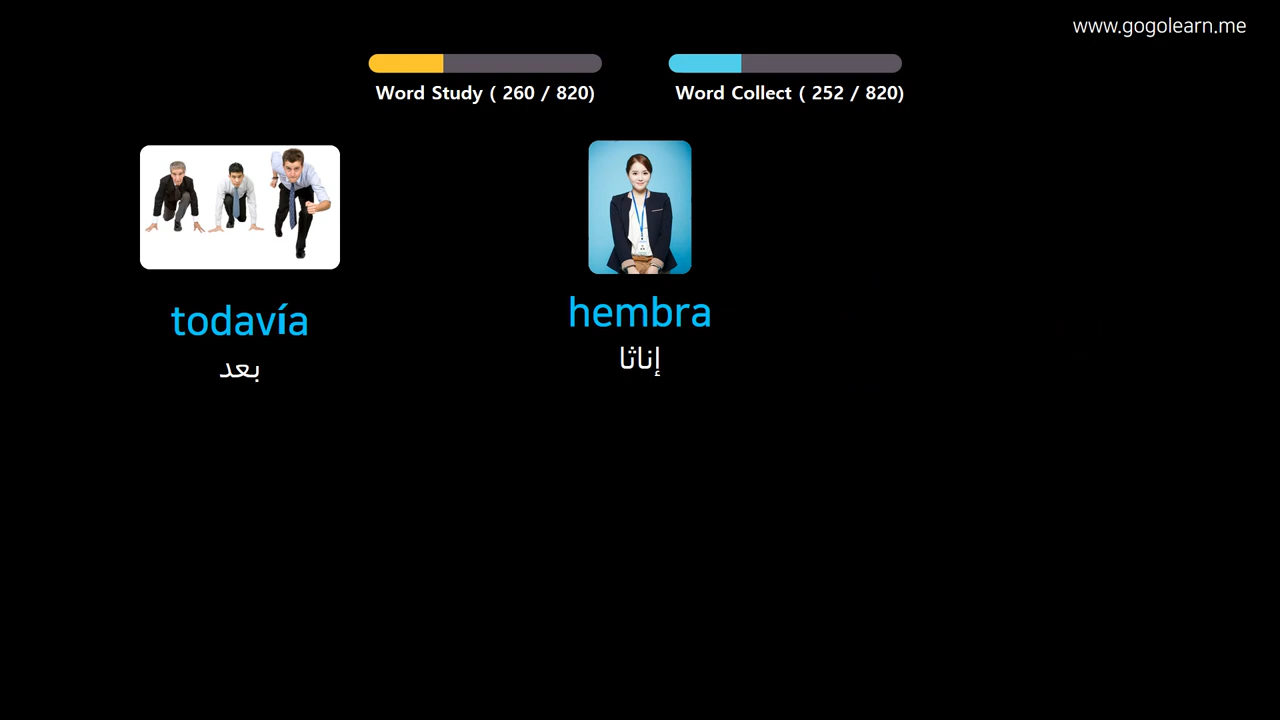 www.gogolearn.me
Word Study ( 260 / 820)
Word Collect ( 252 / 820)
todavía
بعد
hembra
إناثا